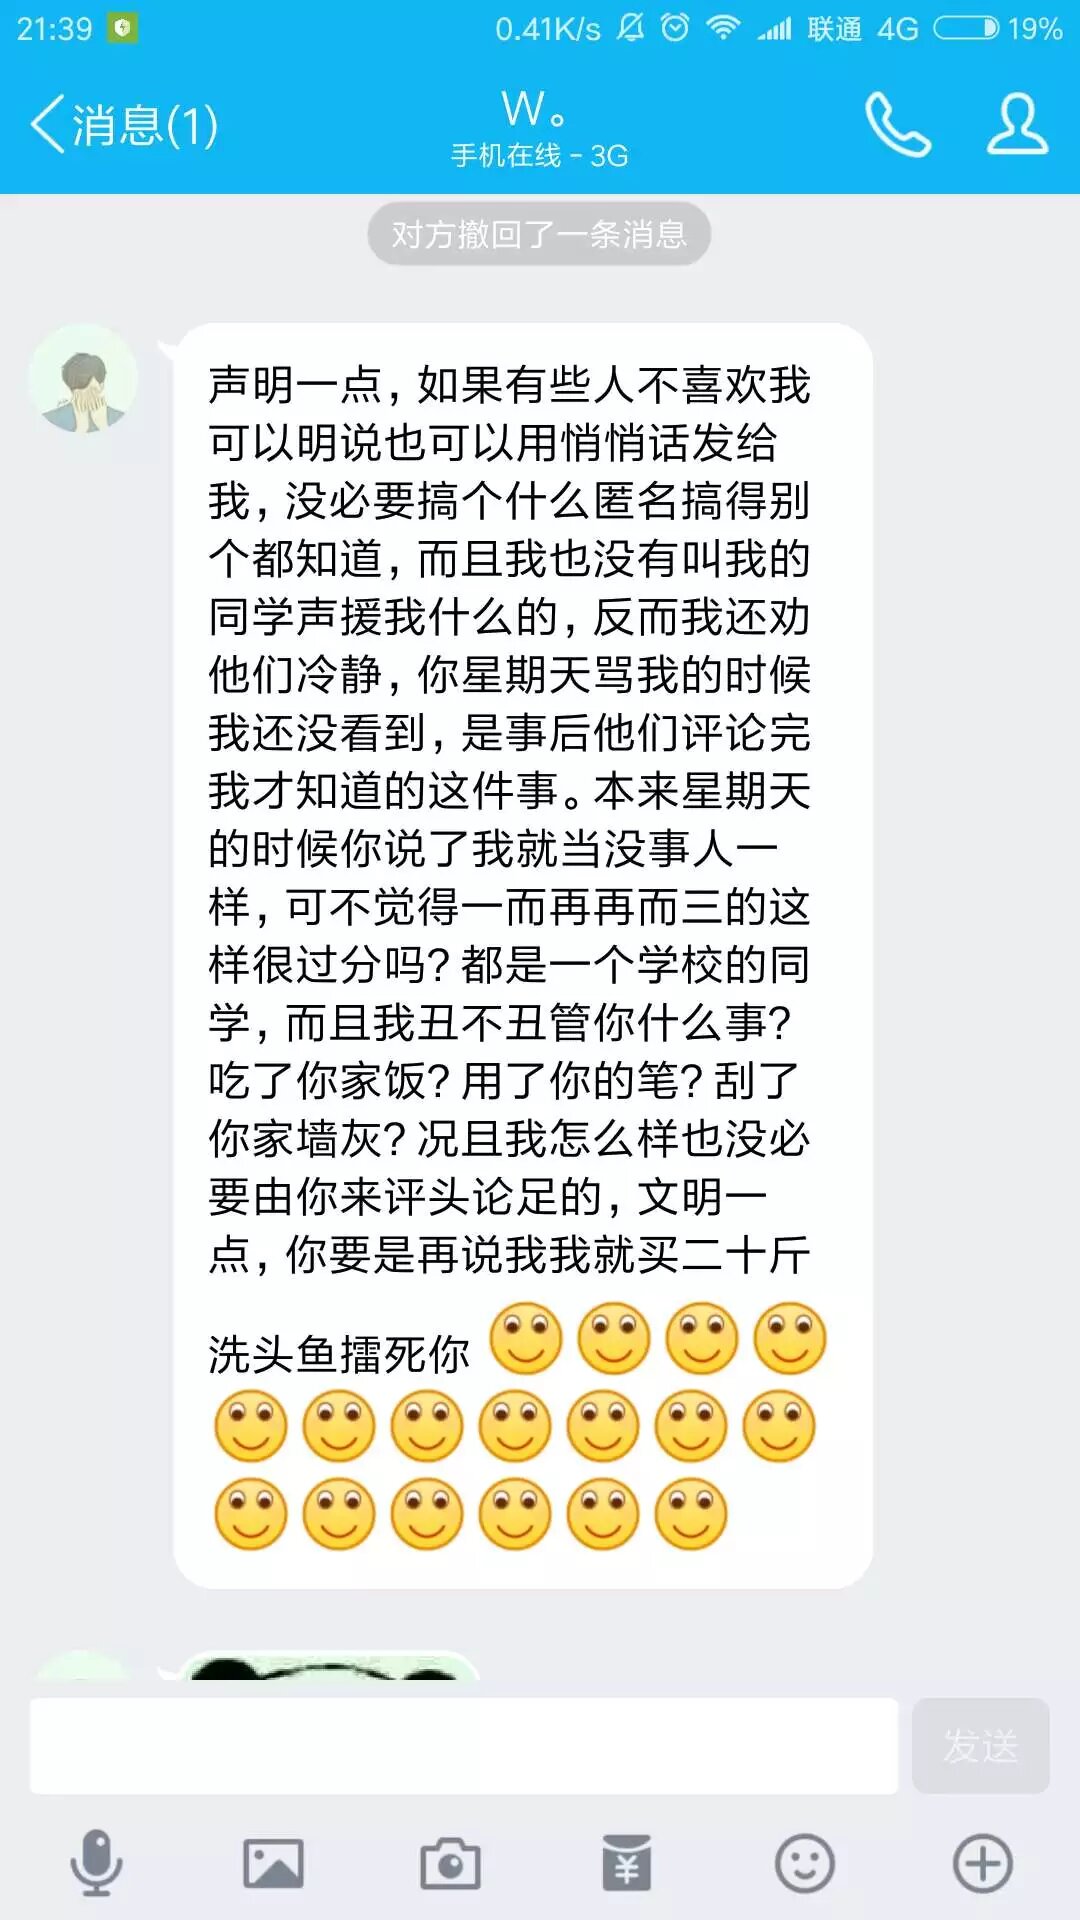 21:39 0.41K/s 联通 4G 19%
消息(1)
W。
手机在线 - 3G
对方撤回了一条消息
声明一点,如果有些人不喜欢我
可以明说也可以用悄悄话发给
我,没必要搞个什么匿名搞得别
个都知道,而且我也没有叫我的
同学声援我什么的,反而我还劝
他们冷静,你星期天骂我的时候
我还没看到,是事后他们评论完
我才知道的这件事。本来星期天
的时候你说了我就当没事人一
样,可不觉得一而再再而三的这
样很过分吗?都是一个学校的同
学,而且我丑不丑管你什么事?
吃了你家饭?用了你的笔?刮了
你家墙灰?况且我怎么样也没必
要由你来评头论足的,文明一
点,你要是再说我我就买二十斤
洗头鱼擂死你
发送